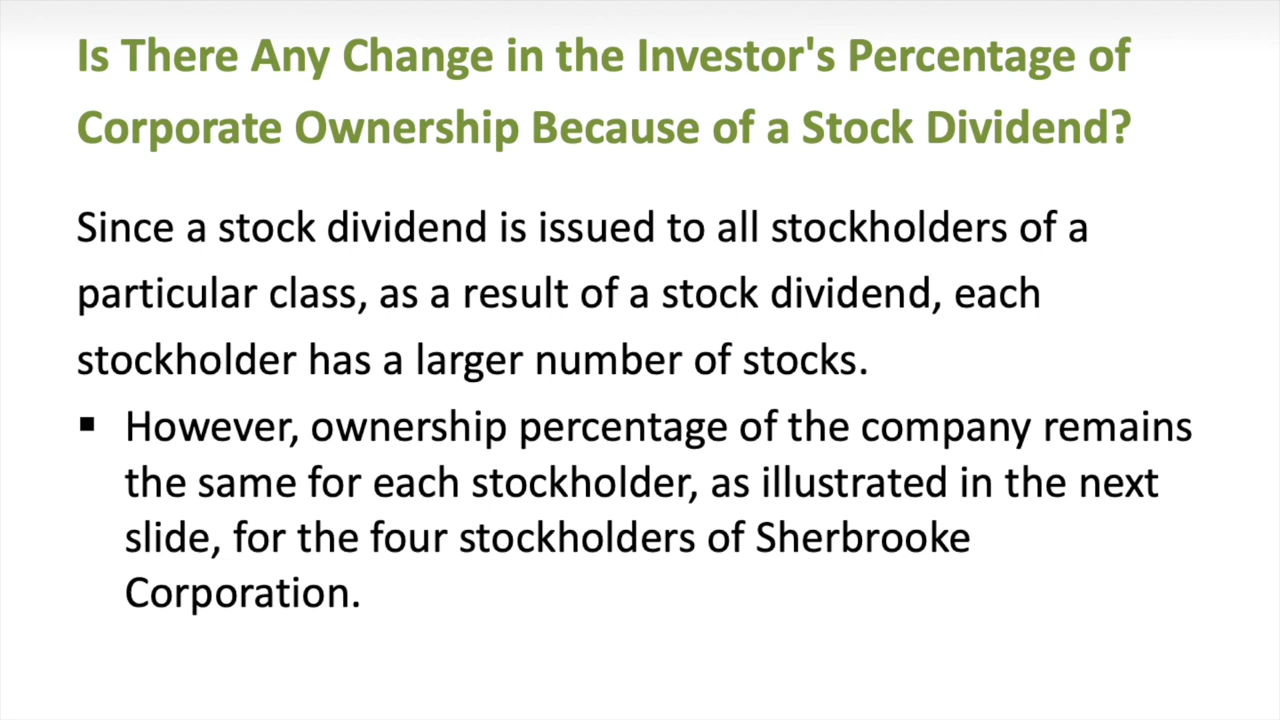 Is There Any Change in the Investor's Percentage of
Corporate Ownership Because of a Stock Dividend?
Since a stock dividend is issued to all stockholders of a
particular class, as a result of a stock dividend, each
stockholder has a larger number of stocks.
▪ However, ownership percentage of the company remains
the same for each stockholder, as illustrated in the next
slide, for the four stockholders of Sherbrooke
Corporation.